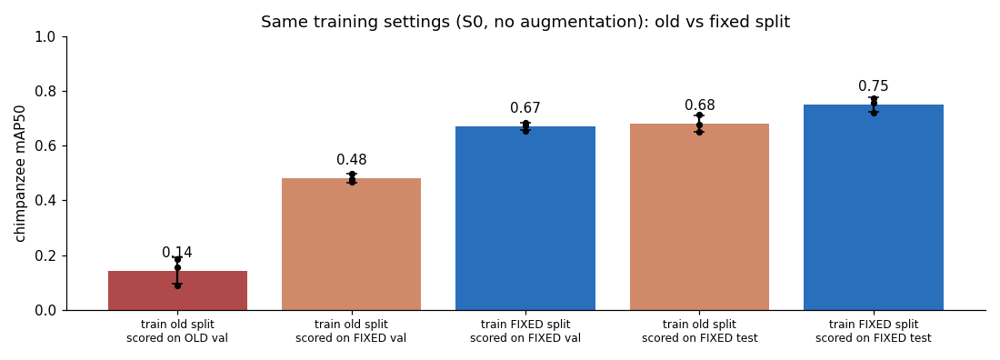 Same training settings (S0, no augmentation): old vs fixed split
chimpanzee mAP50
1.0
0.8
0.6
0.4
0.2
0.0
0.14
0.48
0.67
0.68
0.75
train old split
scored on OLD val
train old split
scored on FIXED val
train FIXED split
scored on FIXED val
train old split
scored on FIXED test
train FIXED split
scored on FIXED test